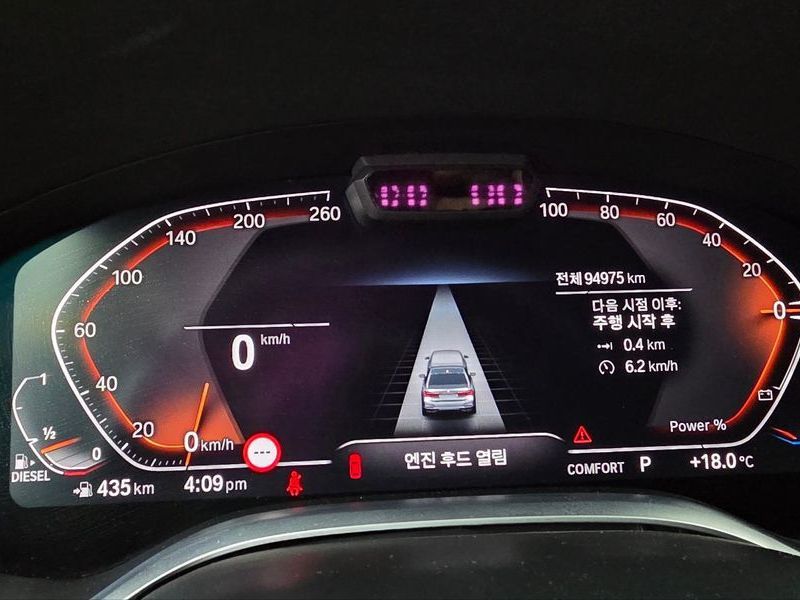 260
200
140
100
60
40
20
0 km/h
100
80
60
40
20
0
Power %
전체 94975 km
다음 시점 이후:
주행 시작 후
0.4 km
6.2 km/h
0 km/h
1
½
0
DIESEL
435 km
4:09 pm
---
엔진 후드 열림
COMFORT P
+18.0 °C